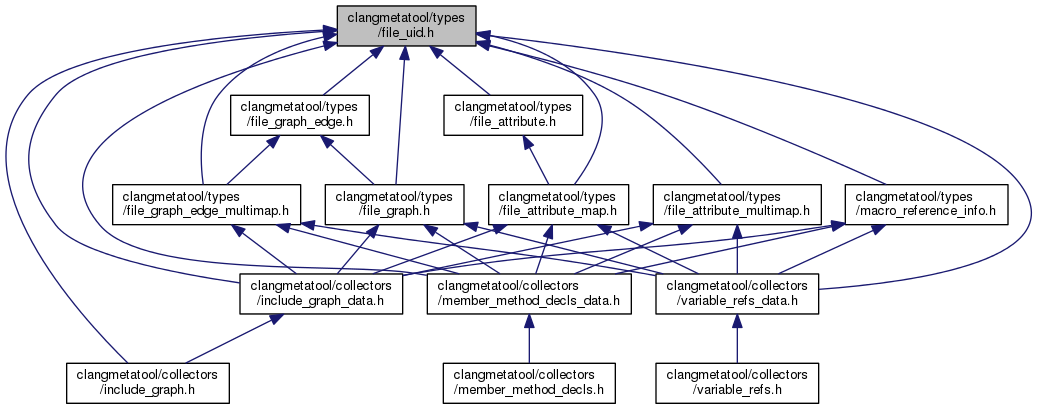 clangmetatool/types
/file_uid.h
clangmetatool/types
/file_graph_edge.h
clangmetatool/types
/file_attribute.h
clangmetatool/types
/file_graph_edge_multimap.h
clangmetatool/types
/file_graph.h
clangmetatool/types
/file_attribute_map.h
clangmetatool/types
/file_attribute_multimap.h
clangmetatool/types
/macro_reference_info.h
clangmetatool/collectors
/include_graph_data.h
clangmetatool/collectors
/member_method_decls_data.h
clangmetatool/collectors
/variable_refs_data.h
clangmetatool/collectors
/include_graph.h
clangmetatool/collectors
/member_method_decls.h
clangmetatool/collectors
/variable_refs.h